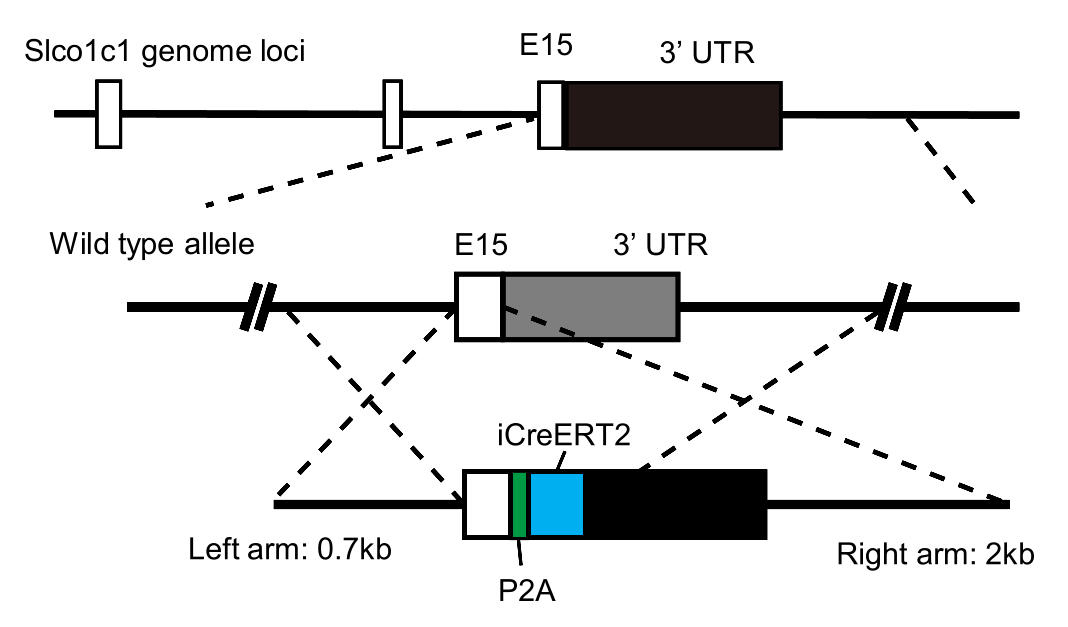 Slco1c1 genome loci
E15
3’ UTR
Wild type allele
E15
3’ UTR
iCreERT2
Left arm: 0.7kb
Right arm: 2kb
P2A